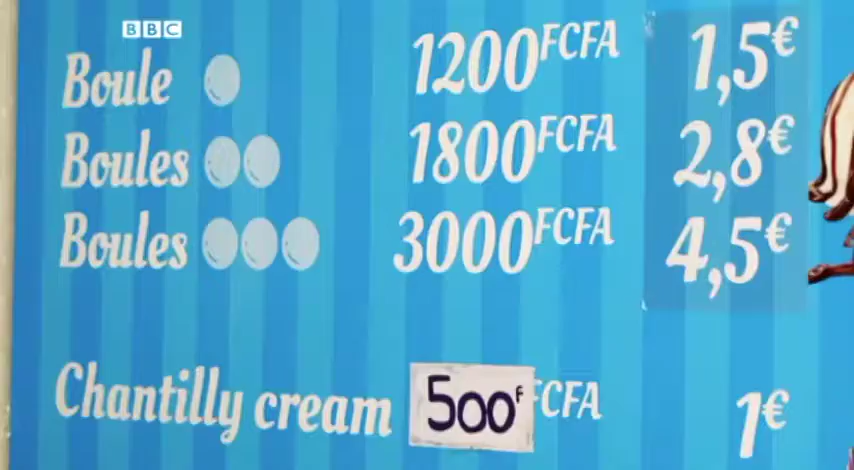 BBC
Boule 1200FCFA 1,5€
Boules 1800FCFA 2,8€
Boules 3000FCFA 4,5€
Chantilly cream 500F FCFA 1€